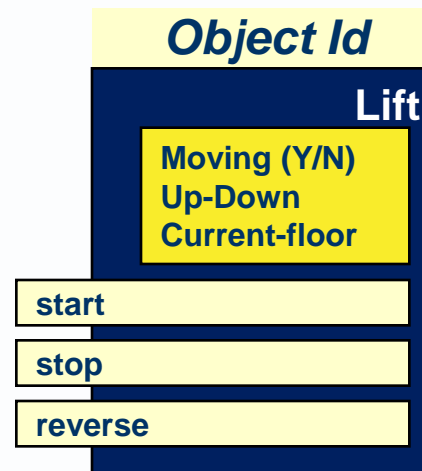 Object Id
Lift
Moving (Y/N)
Up-Down
Current-floor
start
stop
reverse